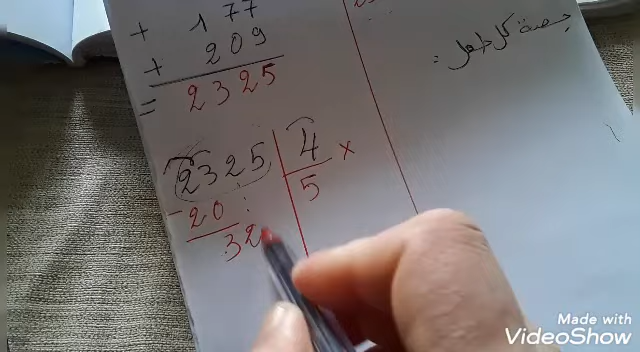 حصة كل طفل :
+ 177
+ 209
= 2325
2325 | 4 ×
- 20 | 5
32
Made with
VideoShow